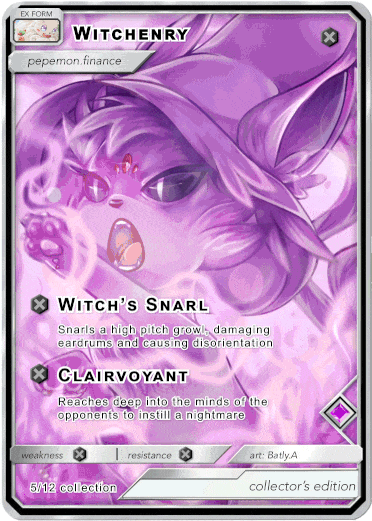 EX FORM
WITCHENRY
pepemon.finance
WITCH'S SNARL
Snarls a high pitch growl, damaging
eardrums and causing disorientation
CLAIRVOYANT
Reaches deep into the minds of the
opponents to instill a nightmare
weakness resistance art: Batly.A
5/12 collection collector's edition